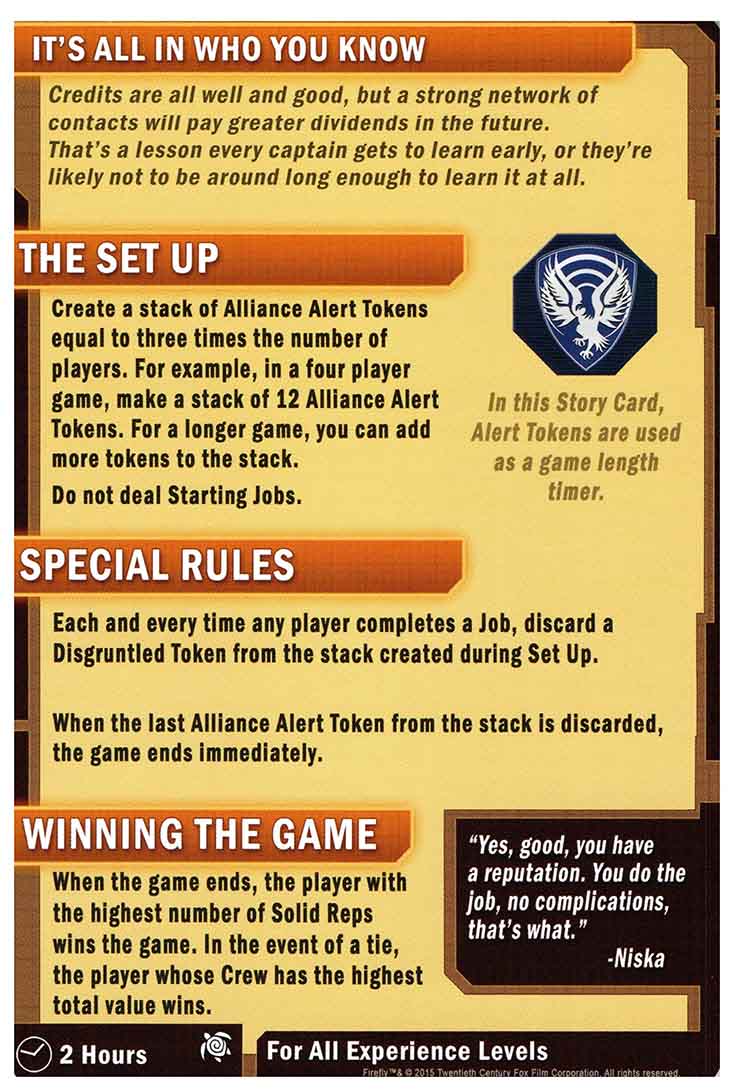 IT'S ALL IN WHO YOU KNOW
Credits are all well and good, but a strong network of
contacts will pay greater dividends in the future.
That's a lesson every captain gets to learn early, or they're
likely not to be around long enough to learn it at all.
THE SET UP
Create a stack of Alliance Alert Tokens
equal to three times the number of
players. For example, in a four player
game, make a stack of 12 Alliance Alert
Tokens. For a longer game, you can add
more tokens to the stack.
Do not deal Starting Jobs.
In this Story Card,
Alert Tokens are used
as a game length
timer.
SPECIAL RULES
Each and every time any player completes a Job, discard a
Disgruntled Token from the stack created during Set Up.
When the last Alliance Alert Token from the stack is discarded,
the game ends immediately.
WINNING THE GAME
When the game ends, the player with
the highest number of Solid Reps
wins the game. In the event of a tie,
the player whose Crew has the highest
total value wins.
"Yes, good, you have
a reputation. You do the
job, no complications,
that's what."
-Niska
2 Hours
For All Experience Levels
Firefly™& © 2015 Twentieth Century Fox Film Corporation. All rights reserved.